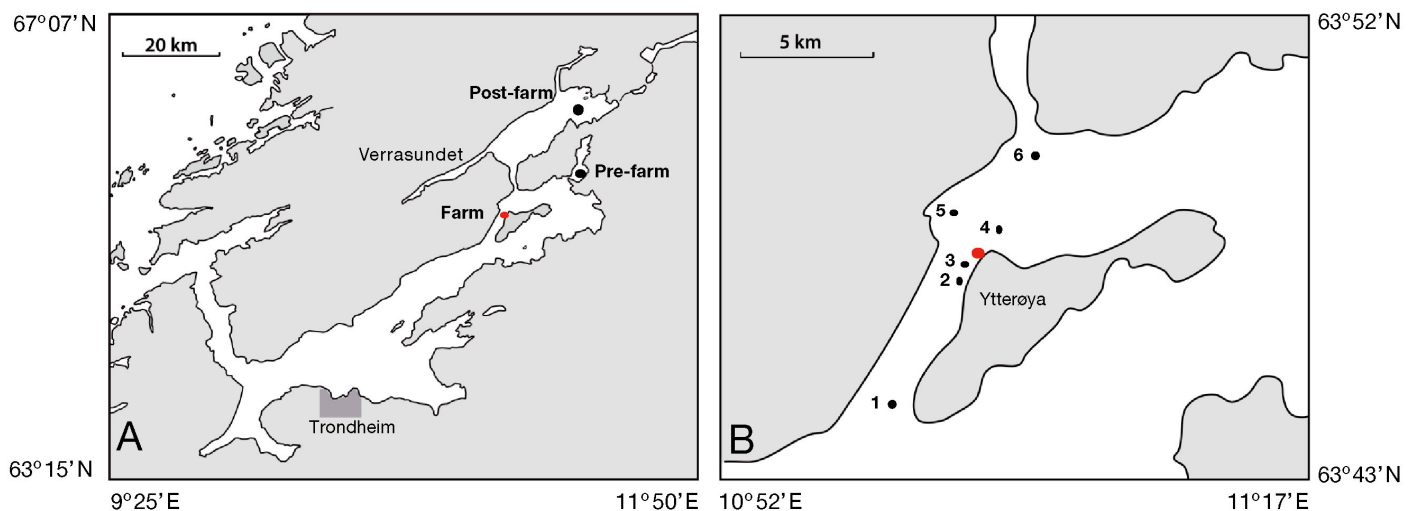 67°07'N
20 km
Post-farm
Verrasundet
Pre-farm
Farm
Trondheim
A
63°15'N
9°25'E
11°50'E
5 km
63°52'N
6
5
4
3
2
Ytterøya
1
B
63°43'N
10°52'E
11°17'E